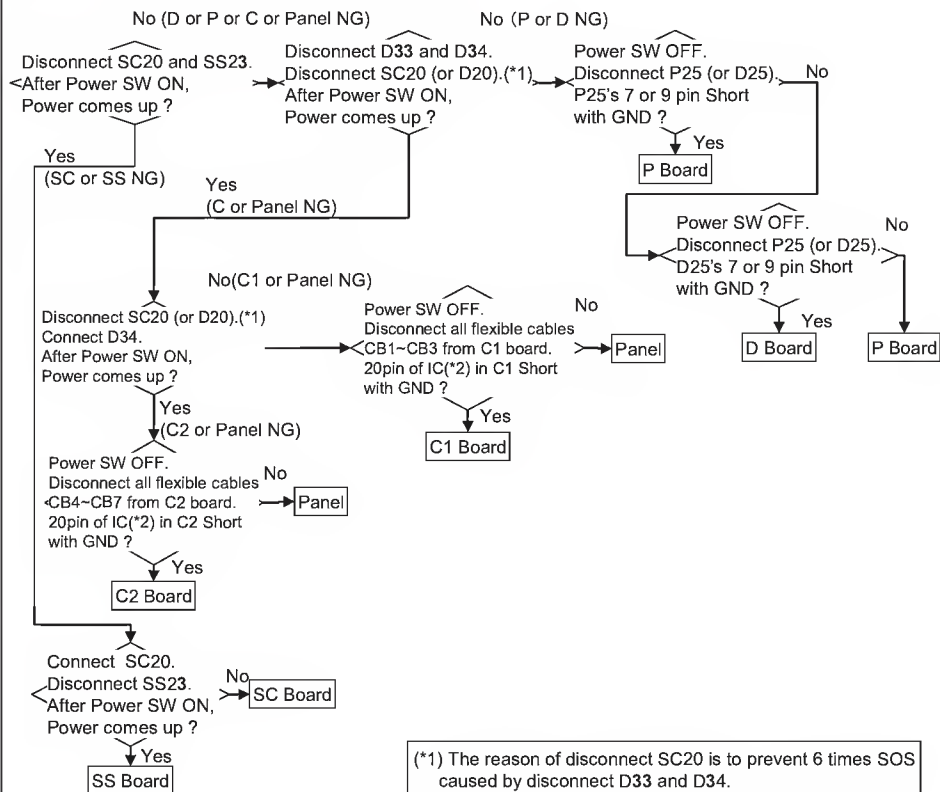 No (D or P or C or Panel NG)
No (P or D NG)
Disconnect SC20 and SS23.
After Power SW ON,
Power comes up ?
Disconnect D33 and D34.
Disconnect SC20 (or D20).(*1)
After Power SW ON,
Power comes up ?
Power SW OFF.
Disconnect P25 (or D25).
P25's 7 or 9 pin Short
with GND ?
No
Yes
P Board
Yes
(SC or SS NG)
Yes
(C or Panel NG)
Power SW OFF.
Disconnect P25 (or D25).
D25's 7 or 9 pin Short
with GND ?
No
Yes
D Board
P Board
No(C1 or Panel NG)
Disconnect SC20 (or D20).(*1)
Connect D34.
After Power SW ON,
Power comes up ?
Power SW OFF.
Disconnect all flexible cables
CB1~CB3 from C1 board.
20pin of IC(*2) in C1 Short
with GND ?
No
Panel
Yes
C1 Board
Yes
(C2 or Panel NG)
Power SW OFF.
Disconnect all flexible cables
CB4~CB7 from C2 board.
20pin of IC(*2) in C2 Short
with GND ?
No
Panel
Yes
C2 Board
Connect SC20.
Disconnect SS23.
After Power SW ON,
Power comes up ?
No
SC Board
Yes
SS Board
(*1) The reason of disconnect SC20 is to prevent 6 times SOS
caused by disconnect D33 and D34.